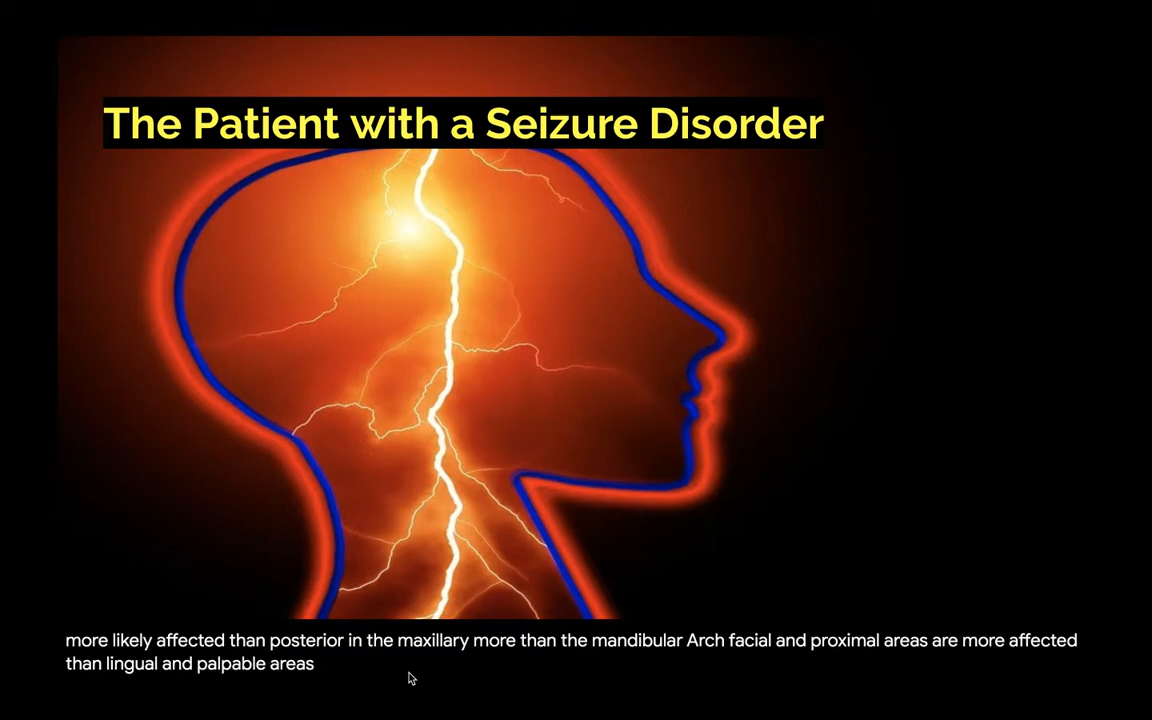 The Patient with a Seizure Disorder
more likely affected than posterior in the maxillary more than the mandibular Arch facial and proximal areas are more affected
than lingual and palpable areas